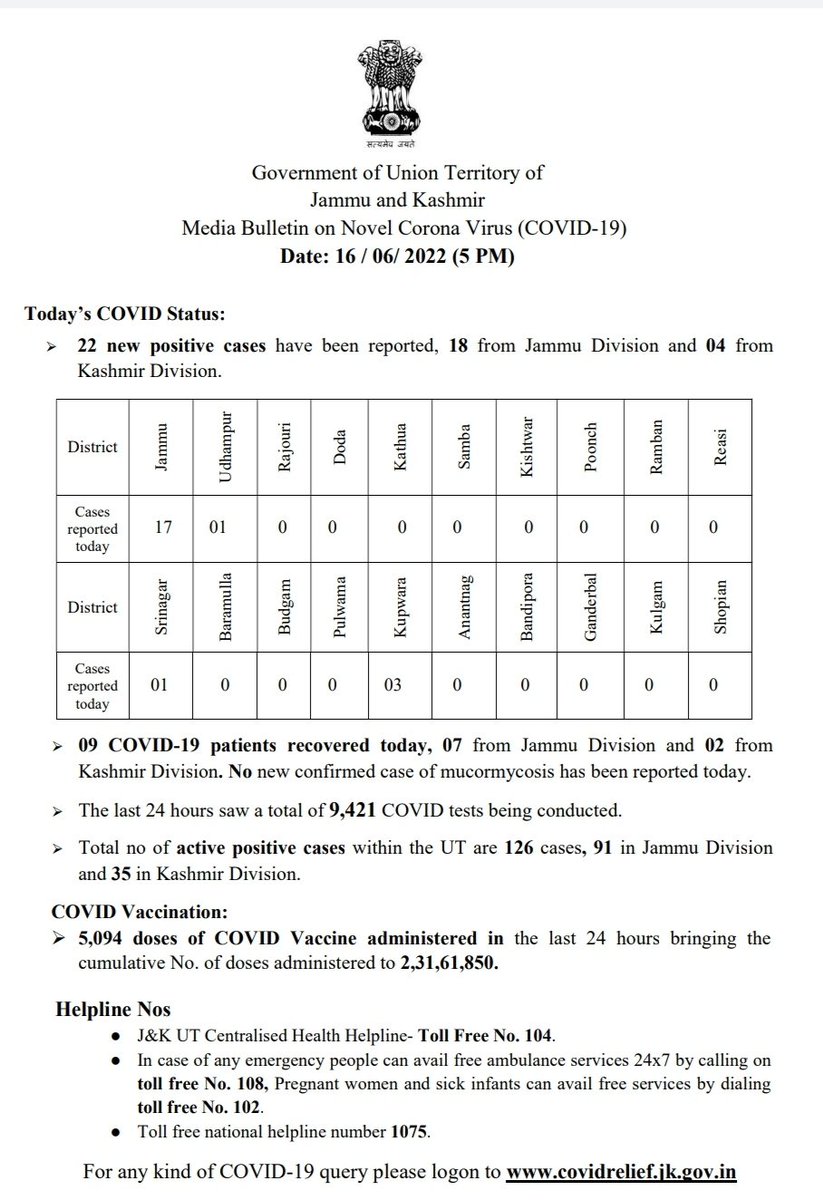 सत्यमेव जयते
Government of Union Territory of
Jammu and Kashmir
Media Bulletin on Novel Corona Virus (COVID-19)
Date: 16 / 06/ 2022 (5 PM)
Today’s COVID Status:
➢ 22 new positive cases have been reported, 18 from Jammu Division and 04 from
Kashmir Division.
District Jammu Udhampur Rajouri Doda Kathua Samba Kishtwar Poonch Ramban Reasi
Cases
reported
today
17 01 0 0 0 0 0 0 0 0
District Srinagar Baramulla Budgam Pulwama Kupwara Anantnag Bandipora Ganderbal Kulgam Shopian
Cases
reported
today
01 0 0 0 03 0 0 0 0 0
➢ 09 COVID-19 patients recovered today, 07 from Jammu Division and 02 from
Kashmir Division. No new confirmed case of mucormycosis has been reported today.
➢ The last 24 hours saw a total of 9,421 COVID tests being conducted.
➢ Total no of active positive cases within the UT are 126 cases, 91 in Jammu Division
and 35 in Kashmir Division.
COVID Vaccination:
➢ 5,094 doses of COVID Vaccine administered in the last 24 hours bringing the
cumulative No. of doses administered to 2,31,61,850.
Helpline Nos
● J&K UT Centralised Health Helpline- Toll Free No. 104.
● In case of any emergency people can avail free ambulance services 24x7 by calling on
toll free No. 108, Pregnant women and sick infants can avail free services by dialing
toll free No. 102.
● Toll free national helpline number 1075.
For any kind of COVID-19 query please logon to www.covidrelief.jk.gov.in